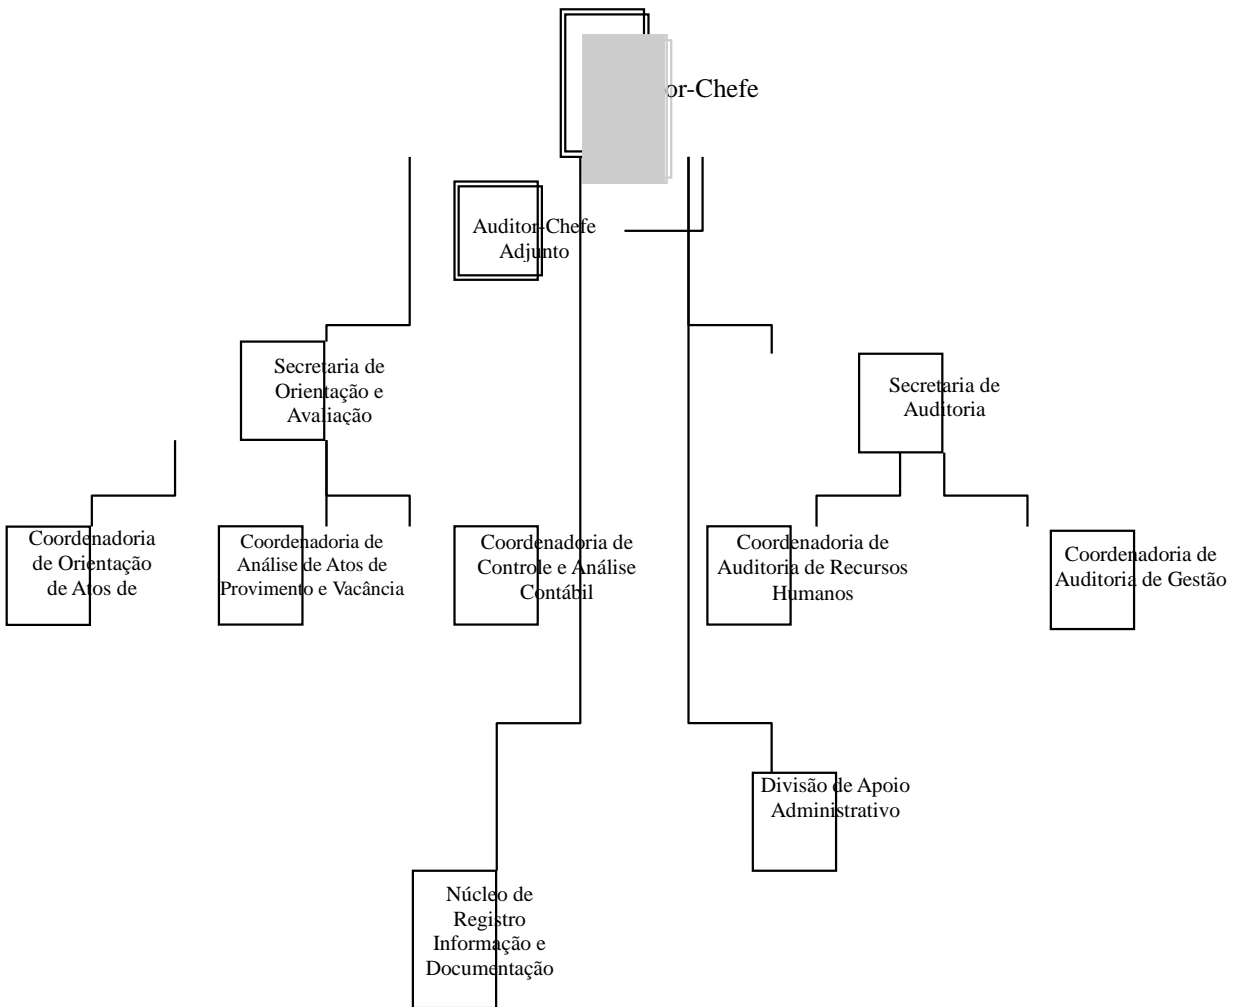 or-Chefe
Auditor-Chefe
Adjunto
Secretaria de
Orientação e
Avaliação
Secretaria de
Auditoria
Coordenadoria
de Orientação
de Atos de
Coordenadoria de
Análise de Atos de
Provimento e Vacância
Coordenadoria de
Controle e Análise
Contábil
Coordenadoria de
Auditoria de Recursos
Humanos
Coordenadoria de
Auditoria de Gestão
Divisão de Apoio
Administrativo
Núcleo de
Registro
Informação e
Documentação